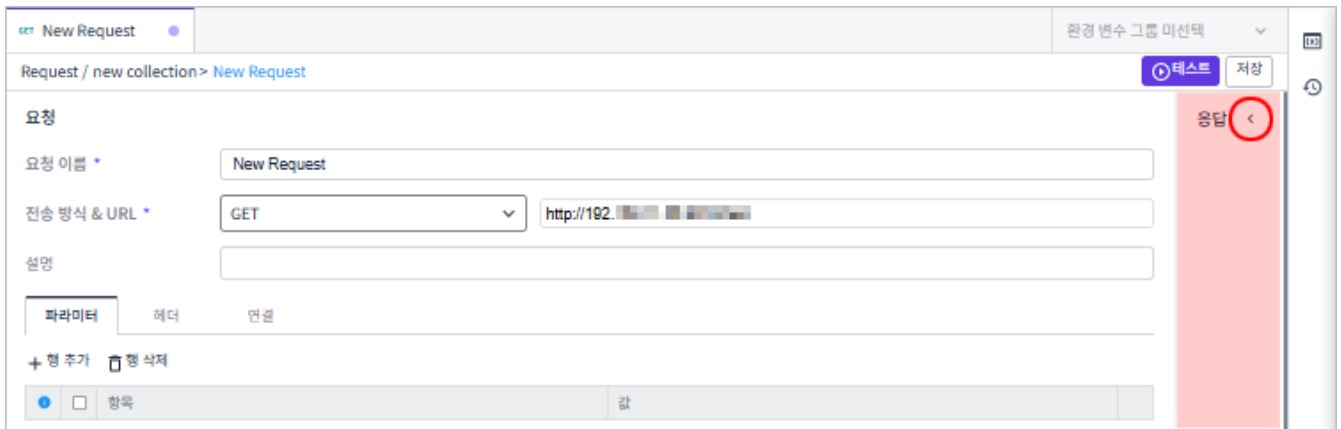 GET New Request 환경 변수 그룹 미선택
Request / new collection > New Request 테스트 저장
요청 응답
요청 이름 * New Request
전송 방식 & URL * GET http://192.
설명
파라미터 헤더 연결
행 추가 행 삭제
항목 값